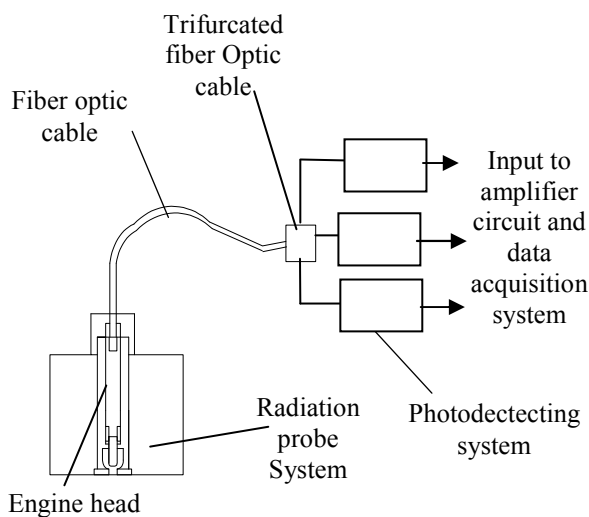 Trifurcated
fiber Optic
cable
Fiber optic
cable
Input to
amplifier
circuit and
data
acquisition
system
Radiation
probe
System
Photodectecting
system
Engine head